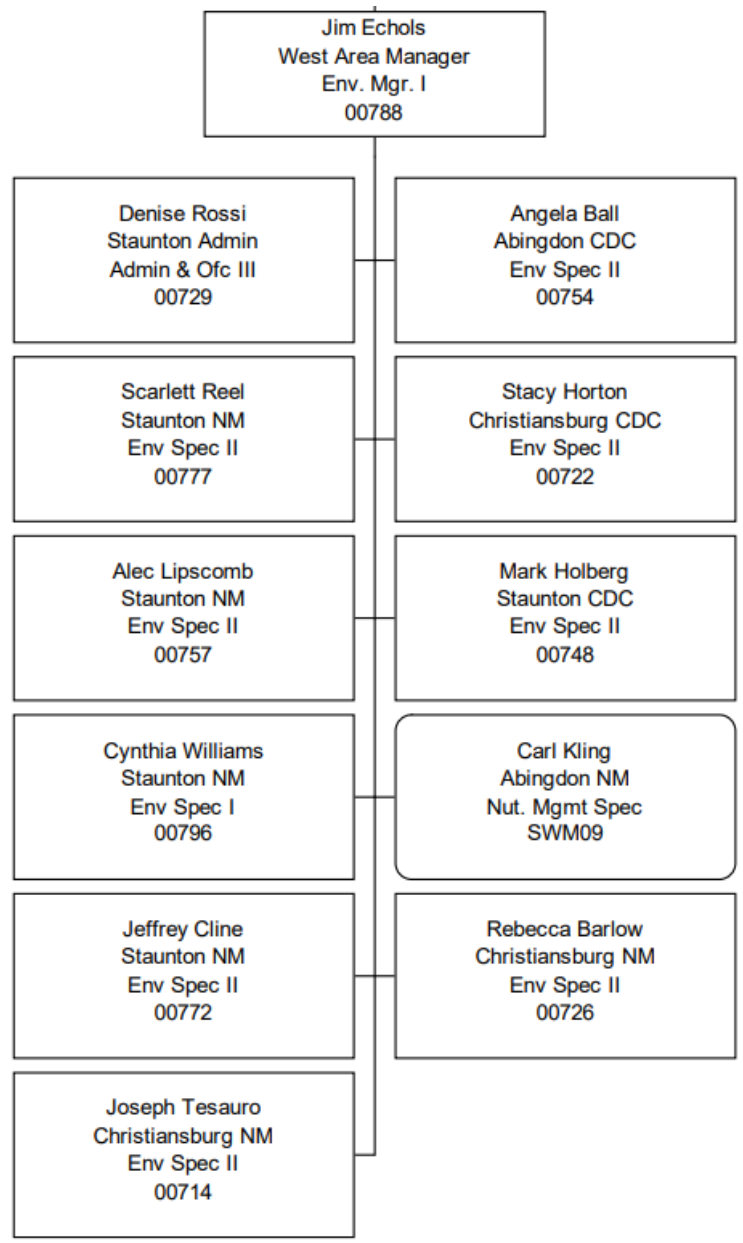 Jim Echols
West Area Manager
Env. Mgr. I
00788
Denise Rossi
Staunton Admin
Admin & Ofc III
00729
Angela Ball
Abingdon CDC
Env Spec II
00754
Scarlett Reel
Staunton NM
Env Spec II
00777
Stacy Horton
Christiansburg CDC
Env Spec II
00722
Alec Lipscomb
Staunton NM
Env Spec II
00757
Mark Holberg
Staunton CDC
Env Spec II
00748
Cynthia Williams
Staunton NM
Env Spec I
00796
Carl Kling
Abingdon NM
Nut. Mgmt Spec
SWM09
Jeffrey Cline
Staunton NM
Env Spec II
00772
Rebecca Barlow
Christiansburg NM
Env Spec II
00726
Joseph Tesauro
Christiansburg NM
Env Spec II
00714